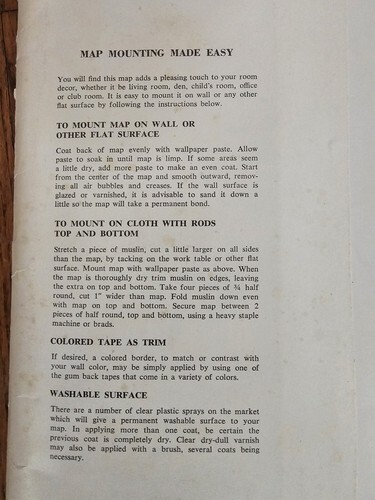 MAP MOUNTING MADE EASY
You will find this map adds a pleasing touch to your room
decor, whether it be living room, den, child's room, office
or club room. It is easy to mount it on wall or any other
flat surface by following the instructions below.
TO MOUNT MAP ON WALL OR
OTHER FLAT SURFACE
Coat back of map evenly with wallpaper paste. Allow
paste to soak in until map is limp. If some areas seem
a little dry, add more paste to make an even coat. Start
from the center of the map and smooth outward, remov-
ing all air bubbles and creases. If the wall surface is
glazed or varnished, it is advisable to sand it down a
little so the map will take a permanent bond.
TO MOUNT ON CLOTH WITH RODS
TOP AND BOTTOM
Stretch a piece of muslin, cut a little larger on all sides
than the map, by tacking on the work table or other flat
surface. Mount map with wallpaper paste as above. When
the map is thoroughly dry trim muslin on edges, leaving
the extra on top and bottom. Take four pieces of ¾ half
round, cut 1" wider than map. Fold muslin down even
with map on top and bottom. Secure map between 2
pieces of half round, top and bottom, using a heavy staple
machine or brads.
COLORED TAPE AS TRIM
If desired, a colored border, to match or contrast with
your wall color, may be simply applied by using one of
the gum back tapes that come in a variety of colors.
WASHABLE SURFACE
There are a number of clear plastic sprays on the market
which will give a permanent washable surface to your
map. In applying more than one coat, be certain the
previous coat is completely dry. Clear dry-dull varnish
may also be applied with a brush, several coats being
necessary.